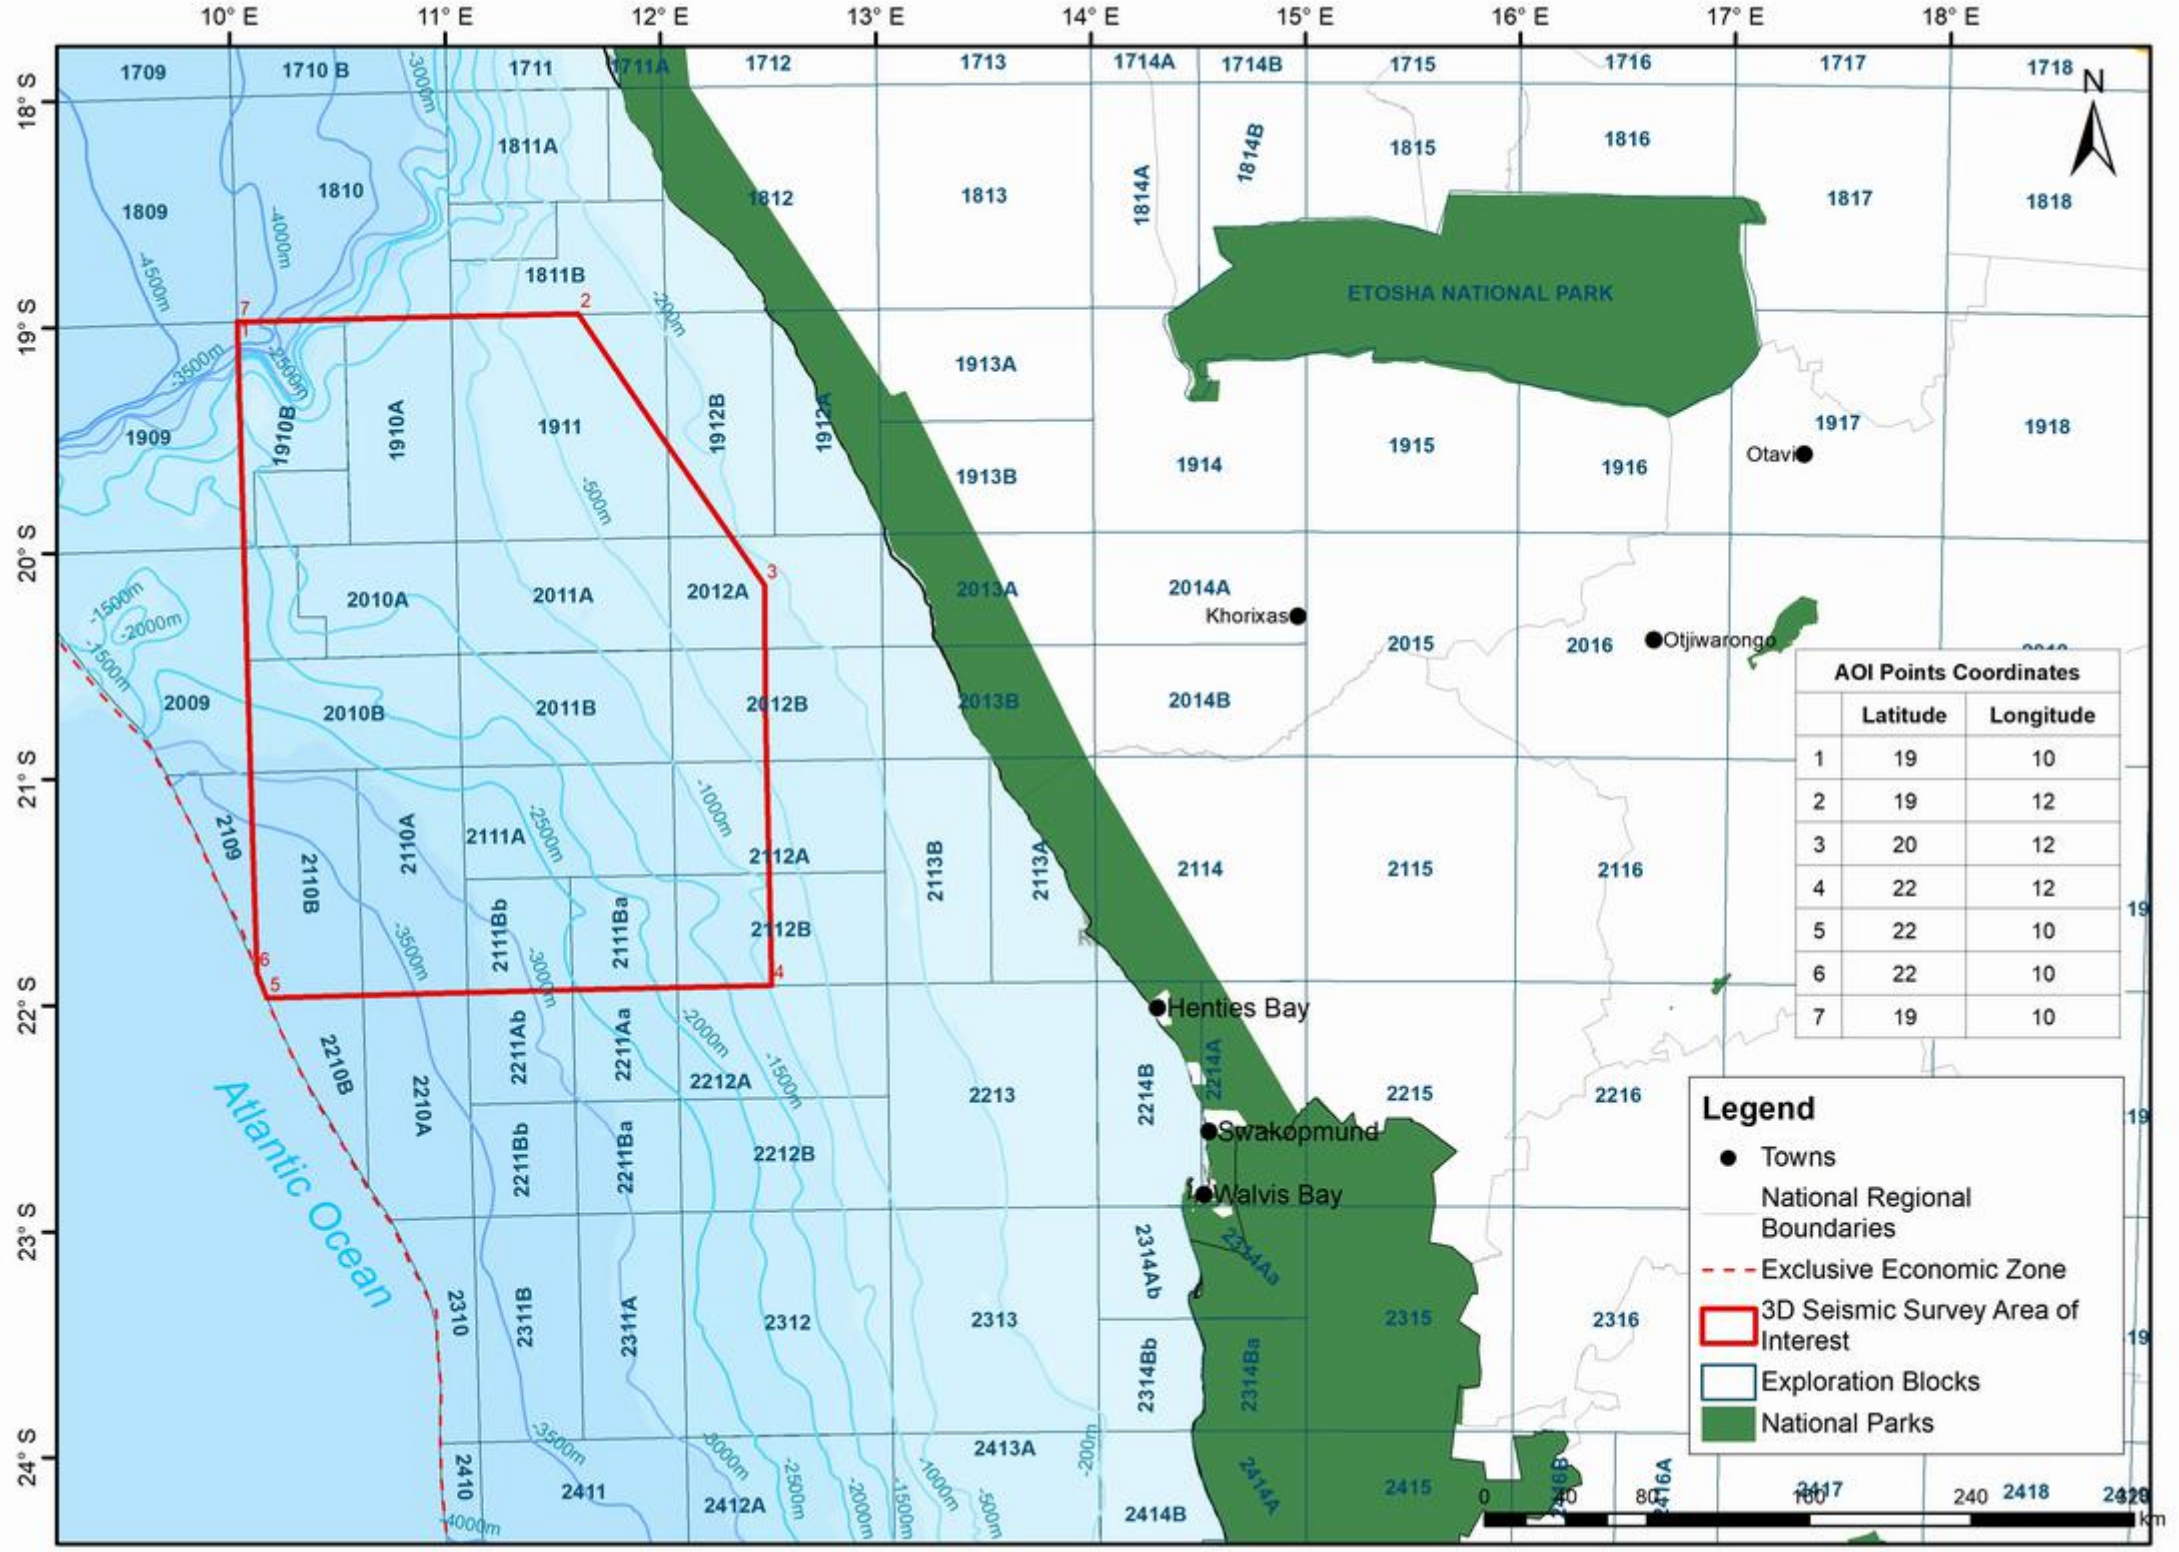 10° E 11° E 12° E 13° E 14° E 15° E 16° E 17° E 18° E
1709 1710 B 1711 1711A 1712 1713 1714A 1714B 1715 1716 1717 1718
-3000m
N
18° S
1811A 1814B 1815 1816
1809 1810 1812 1813 1814A 1817 1818
-4000m
-4500m
1811B
ETOSHA NATIONAL PARK
7 2
-200m
19° S
1
-3500m -2500m
1913A
1909 1910B 1910A 1911 1912B 1912A 1917 1918
1915
Otavi
1913B 1914 1916
-500m
20° S
3
2010A 2011A 2012A 2013A 2014A
-1500m
-2000m
Khorixas
-1500m
2015 2016 Otjiwarongo
2009 2010B 2011B 2012B 2013B 2014B
AOI Points Coordinates
Latitude Longitude
1 19 10
2 19 12
3 20 12
4 22 12
5 22 10
6 22 10
7 19 10
21° S
-1000m
-2500m
2109 2110A 2111A 2112A
2110B 2113B 2113A 2114 2115 2116
19
2111Bb 2111Ba 2112B
-3500m
-3000m
R
6 4
5
22° S
Henties Bay
2210B 2211Ab 2211Aa -2000m
2212A -1500m
2210A 2213 2214B 2214A 2215 2216
19
Swakopmund
2211Bb 2211Ba 2212B
Walvis Bay
Atlantic Ocean
23° S
2314Ab 2314Aa
2310 2311B 2311A 2312 2313 2315 2316
19
2314Bb 2314Ba
Legend
Towns
National Regional
Boundaries
Exclusive Economic Zone
3D Seismic Survey Area of
Interest
Exploration Blocks
National Parks
24° S
-3500m -3000m 2413A -200m
2410 2411 2412A 2414B 2414A 2415 2416B 2416A 2417 2418
-4000m -2500m -2000m -1500m -1000m -500m
0 40 80 160 240 320
km